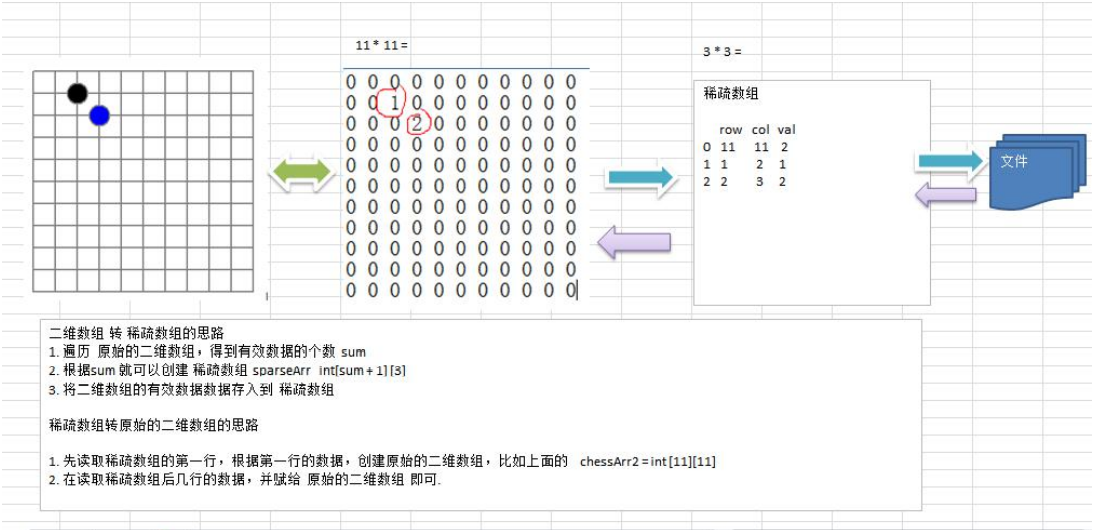 11 * 11 =
0 0 0 0 0 0 0 0 0 0 0
0 0 1 0 0 0 0 0 0 0 0
0 0 0 2 0 0 0 0 0 0 0
0 0 0 0 0 0 0 0 0 0 0
0 0 0 0 0 0 0 0 0 0 0
0 0 0 0 0 0 0 0 0 0 0
0 0 0 0 0 0 0 0 0 0 0
0 0 0 0 0 0 0 0 0 0 0
0 0 0 0 0 0 0 0 0 0 0
0 0 0 0 0 0 0 0 0 0 0
0 0 0 0 0 0 0 0 0 0 0
3 * 3 =
稀疏数组
row col val
0 11 11 2
1 1 2 1
2 2 3 2
文件
二维数组 转 稀疏数组的思路
1. 遍历 原始的二维数组，得到有效数据的个数 sum
2. 根据sum 就可以创建 稀疏数组 sparseArr int[sum + 1] [3]
3. 将二维数组的有效数据数据存入到 稀疏数组
稀疏数组转原始的二维数组的思路
1. 先读取稀疏数组的第一行，根据第一行的数据，创建原始的二维数组，比如上面的 chessArr2 = int [11][11]
2. 在读取稀疏数组后几行的数据，并赋给 原始的二维数组 即可.